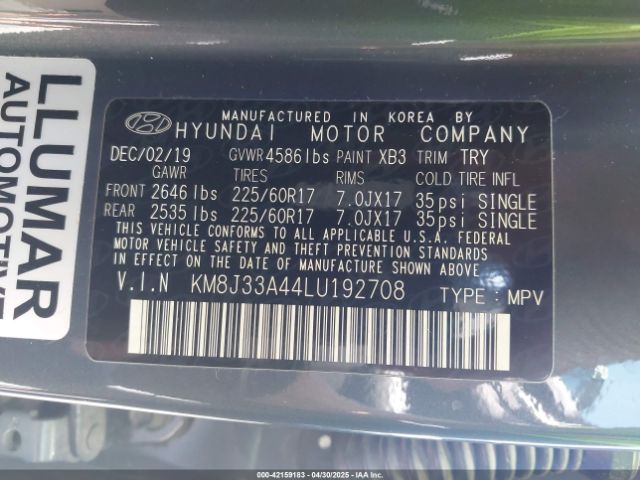 LLUMAR
AUTOMOTIVE
MANUFACTURED IN KOREA BY
HYUNDAI MOTOR COMPANY
DEC/02/19 GVWR 4586 lbs PAINT XB3 TRIM TRY
GAWR TIRES RIMS COLD TIRE INFL
FRONT 2646 lbs 225/60R17 7.0JX17 35psi SINGLE
REAR 2535 lbs 225/60R17 7.0JX17 35psi SINGLE
THIS VEHICLE CONFORMS TO ALL APPLICABLE U.S.A. FEDERAL
MOTOR VEHICLE SAFETY AND THEFT PREVENTION STANDARDS
IN EFFECT ON THE DATE OF MANUFACTURE SHOWN ABOVE.
V.I.N KM8J33A44LU192708 TYPE : MPV
000-42159183 - 04/30/2025 - IAAI.COM